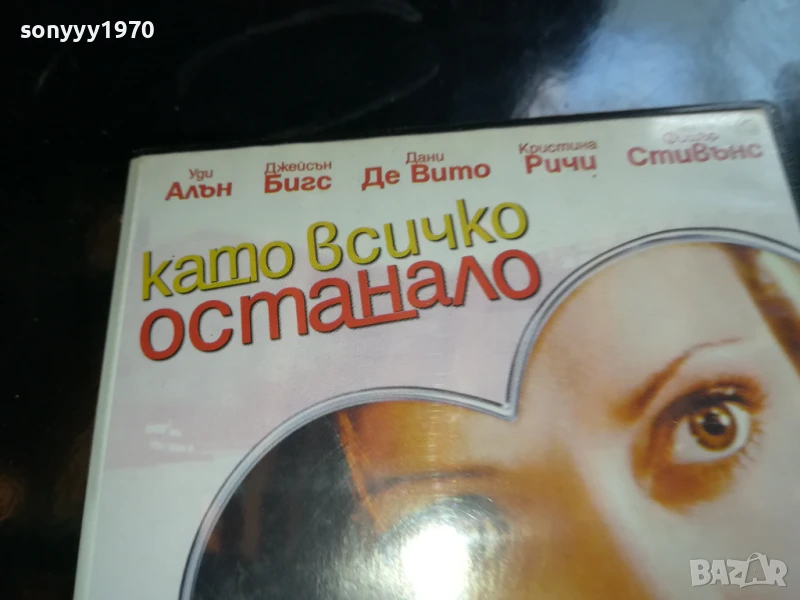 sonyyy1970
Уди Алън
Джейсън Бигс
Дани Де Вито
Кристина Ричи
Стивънс
като всичко
останало
BAZAR